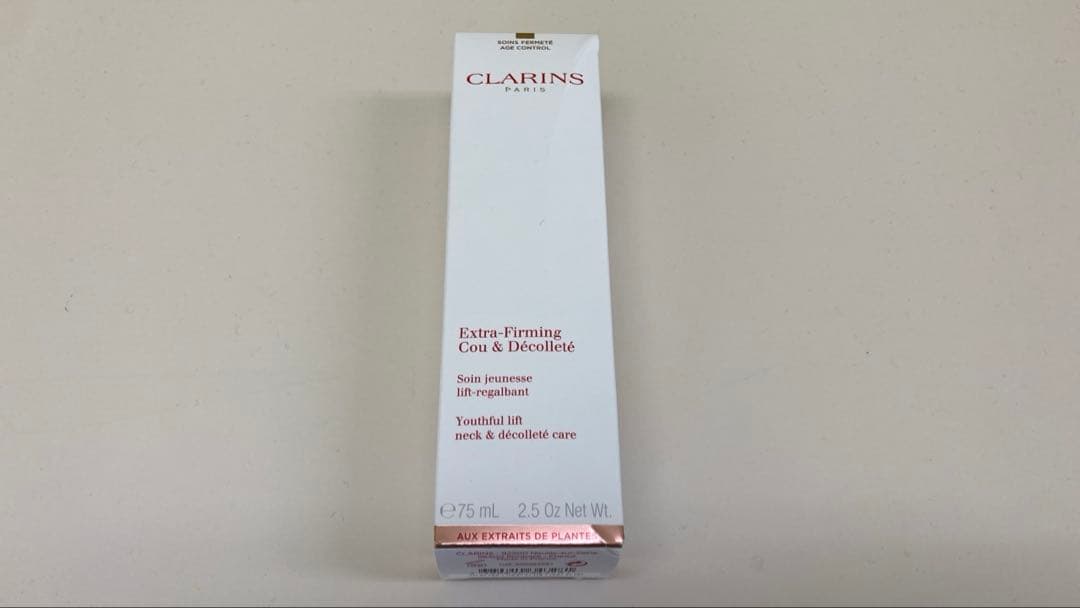 SOINS FERMETÉ
AGE CONTROL
CLARINS
PARIS
Extra-Firming
Cou & Décolleté
Soin jeunesse
lift-regalbant
Youthful lift
neck & décolleté care
℮75 mL 2.5 Oz Net Wt.
AUX EXTRAITS DE PLANTES
CLARINS